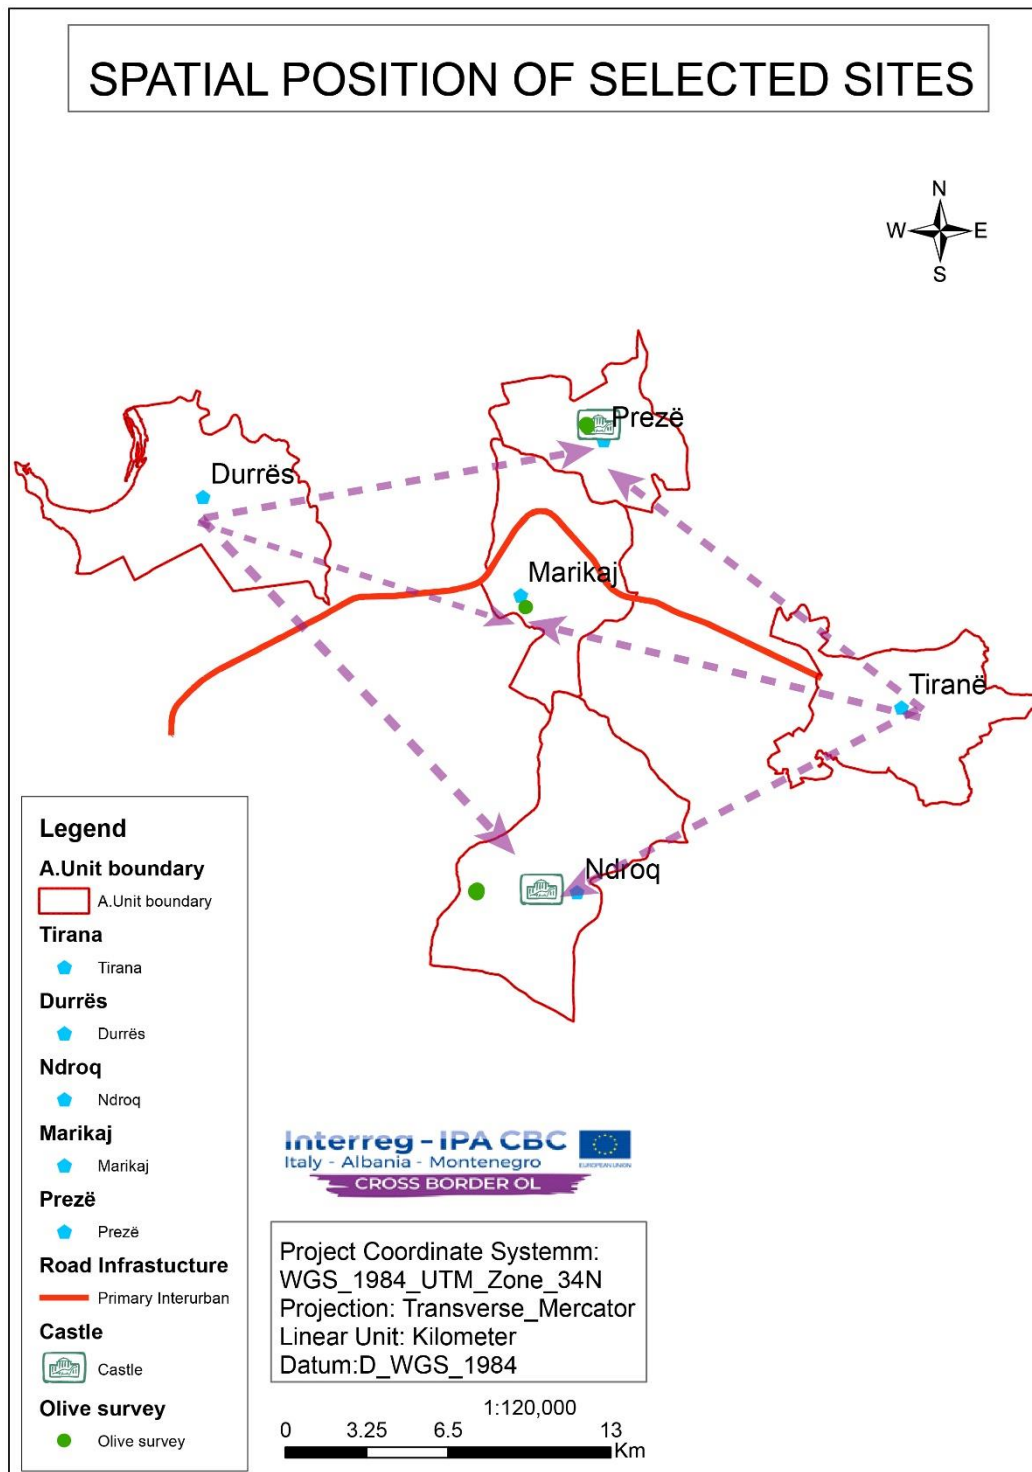 SPATIAL POSITION OF SELECTED SITES
N
W E
S
Prezë
Durrës
Marikaj
Tiranë
Ndroq
Legend
A.Unit boundary
A.Unit boundary
Tirana
Tirana
Durrës
Durrës
Ndroq
Ndroq
Marikaj
Marikaj
Prezë
Prezë
Road Infrastucture
Primary Interurban
Castle
Castle
Olive survey
Olive survey
Interreg - IPA CBC
Italy - Albania - Montenegro
EUROPEAN UNION
CROSS BORDER OL
Project Coordinate Systemm:
WGS_1984_UTM_Zone_34N
Projection: Transverse_Mercator
Linear Unit: Kilometer
Datum:D_WGS_1984
1:120,000
0 3.25 6.5 13
Km